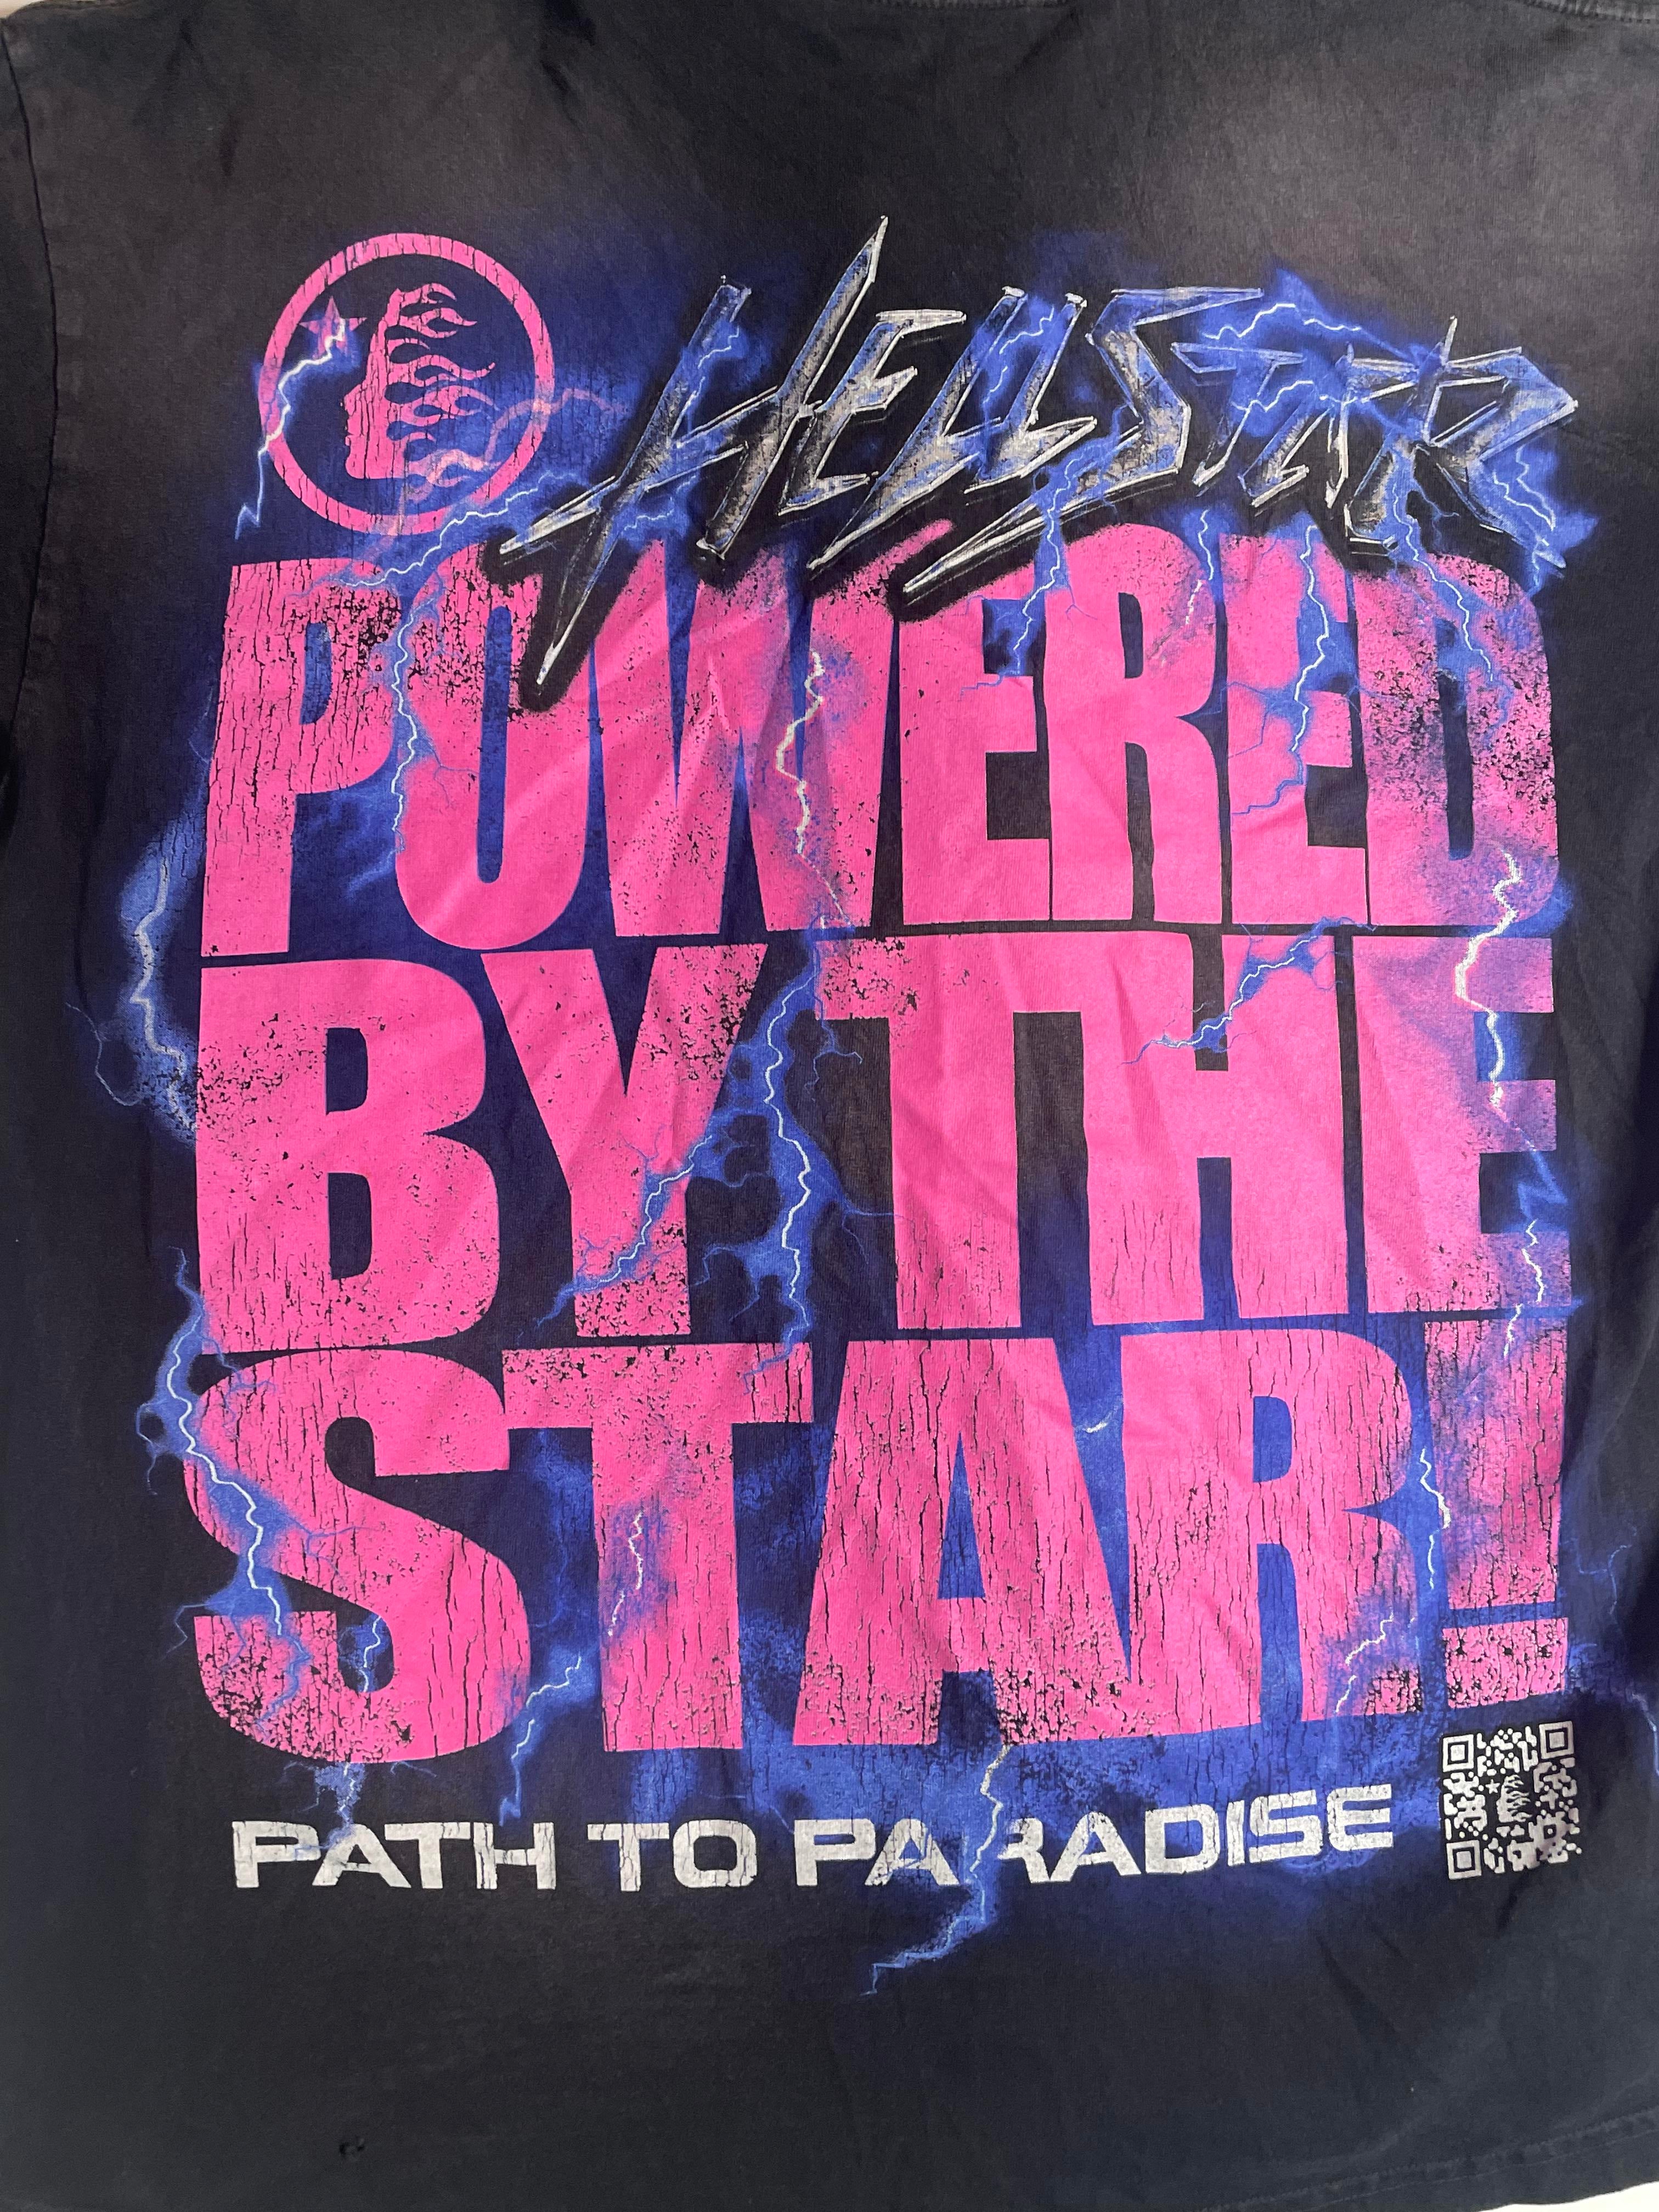 HELLSTAR
POWERED
BY THE
STAR!
PATH TO PARADISE